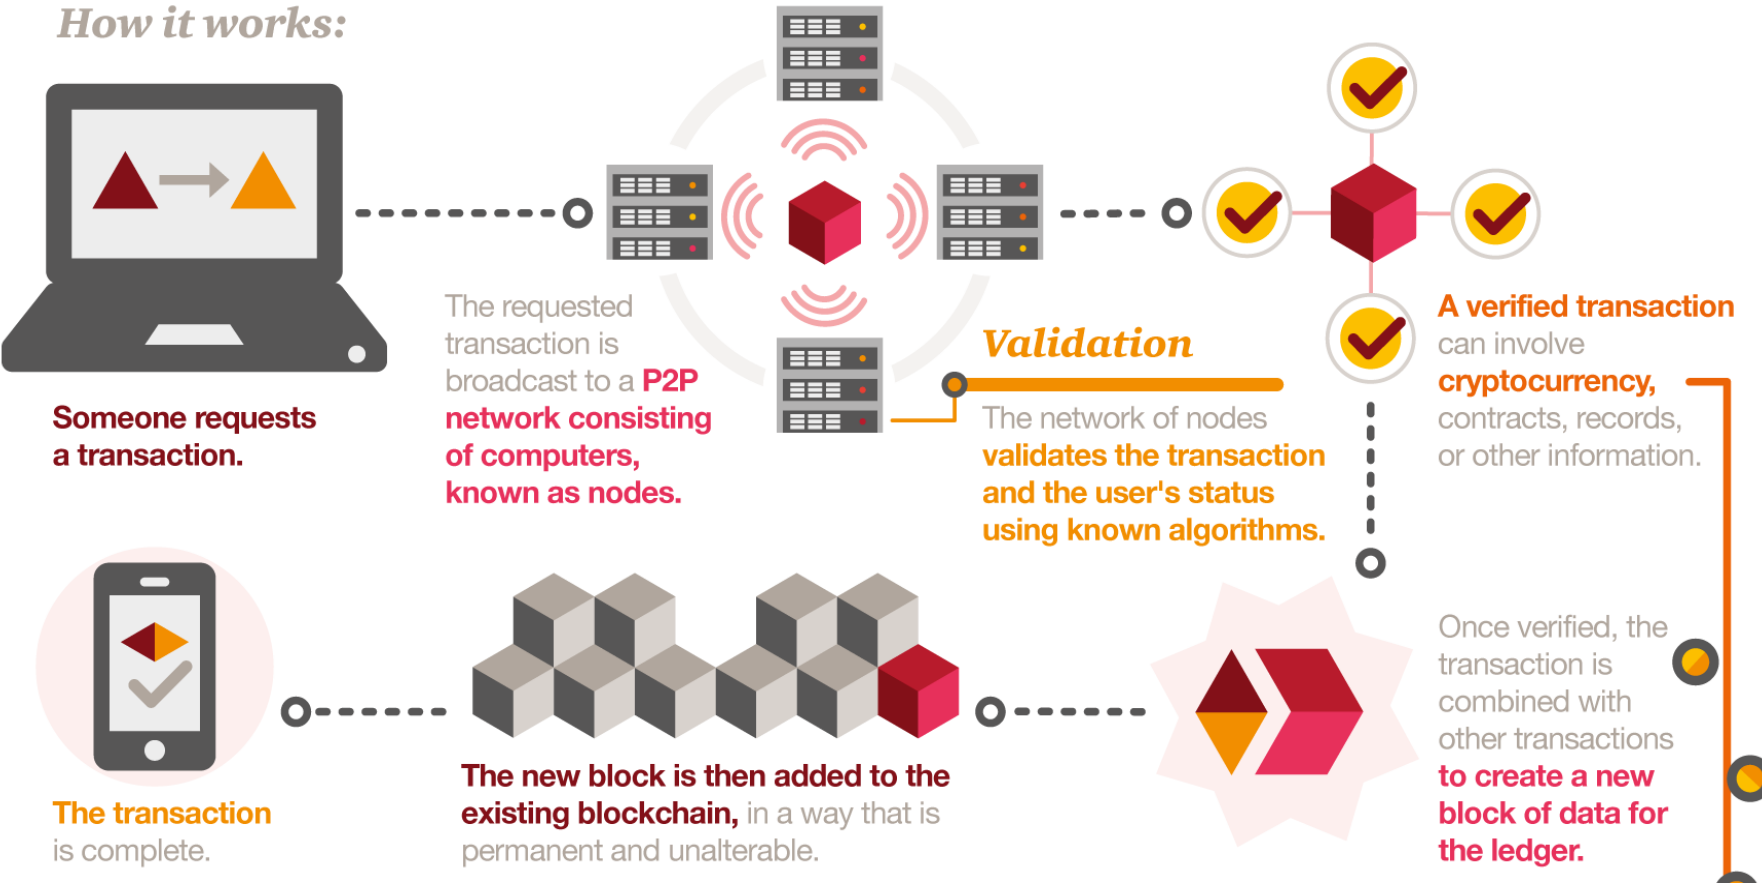 How it works:
Someone requests
a transaction.
The requested
transaction is
broadcast to a P2P
network consisting
of computers,
known as nodes.
Validation
The network of nodes
validates the transaction
and the user's status
using known algorithms.
A verified transaction
can involve
cryptocurrency,
contracts, records,
or other information.
Once verified, the
transaction is
combined with
other transactions
to create a new
block of data for
the ledger.
The new block is then added to the
existing blockchain, in a way that is
permanent and unalterable.
The transaction
is complete.